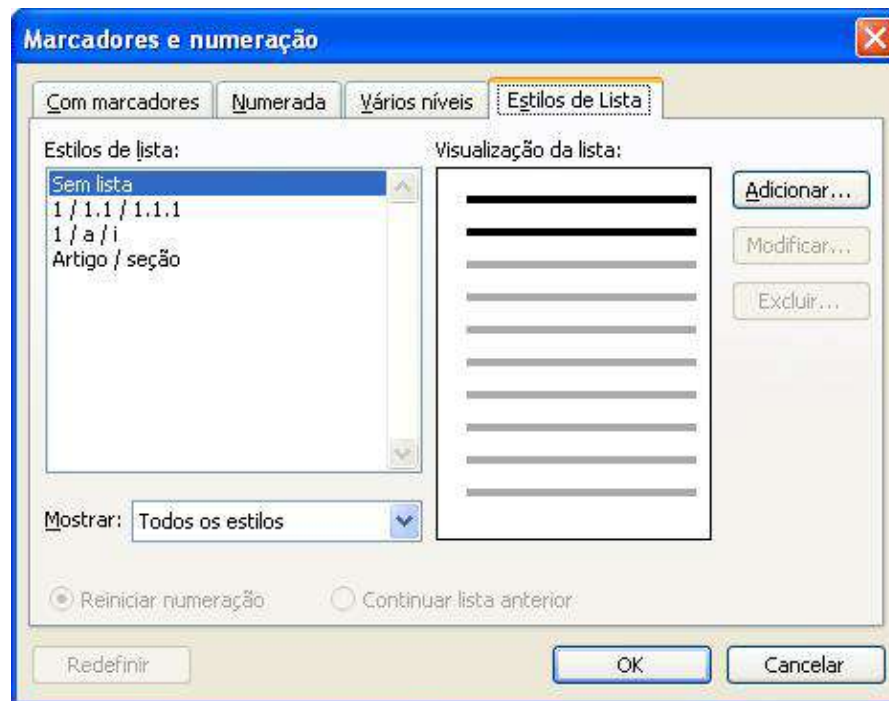 Marcadores e numeração
Com marcadores
Numerada
Vários níveis
Estilos de Lista
Estilos de lista:
Visualização da lista:
Sem lista
1 / 1.1 / 1.1.1
1 / a / i
Artigo / seção
Adicionar...
Modificar...
Excluir...
Mostrar: Todos os estilos
Reiniciar numeração
Continuar lista anterior
Redefinir
OK
Cancelar